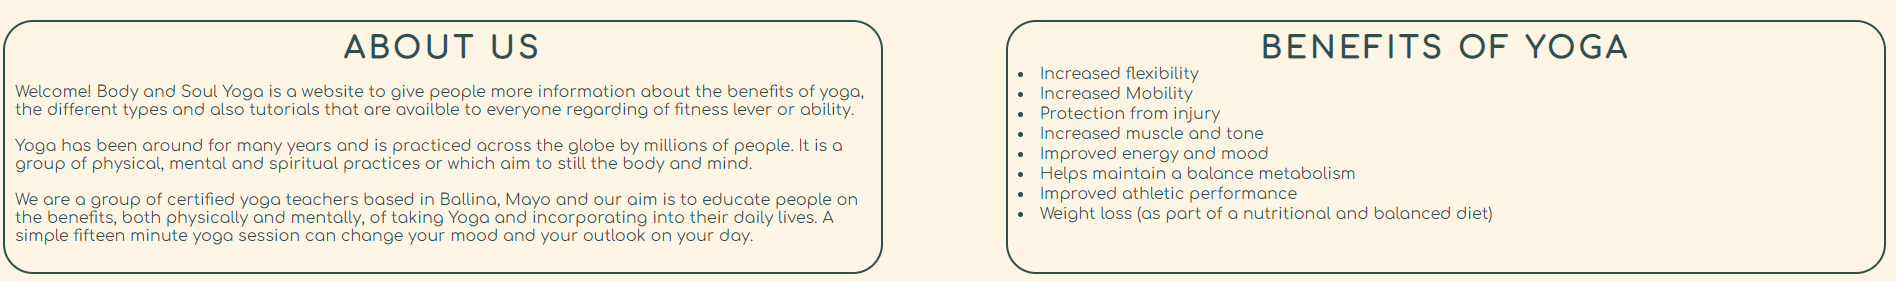 ABOUT US
Welcome! Body and Soul Yoga is a website to give people more information about the benefits of yoga,
the different types and also tutorials that are availble to everyone regarding of fitness lever or ability.
Yoga has been around for many years and is practiced across the globe by millions of people. It is a
group of physical, mental and spiritual practices or which aim to still the body and mind.
We are a group of certified yoga teachers based in Ballina, Mayo and our aim is to educate people on
the benefits, both physically and mentally, of taking Yoga and incorporating into their daily lives. A
simple fifteen minute yoga session can change your mood and your outlook on your day.
BENEFITS OF YOGA
• Increased flexibility
• Increased Mobility
• Protection from injury
• Increased muscle and tone
• Improved energy and mood
• Helps maintain a balance metabolism
• Improved athletic performance
• Weight loss (as part of a nutritional and balanced diet)